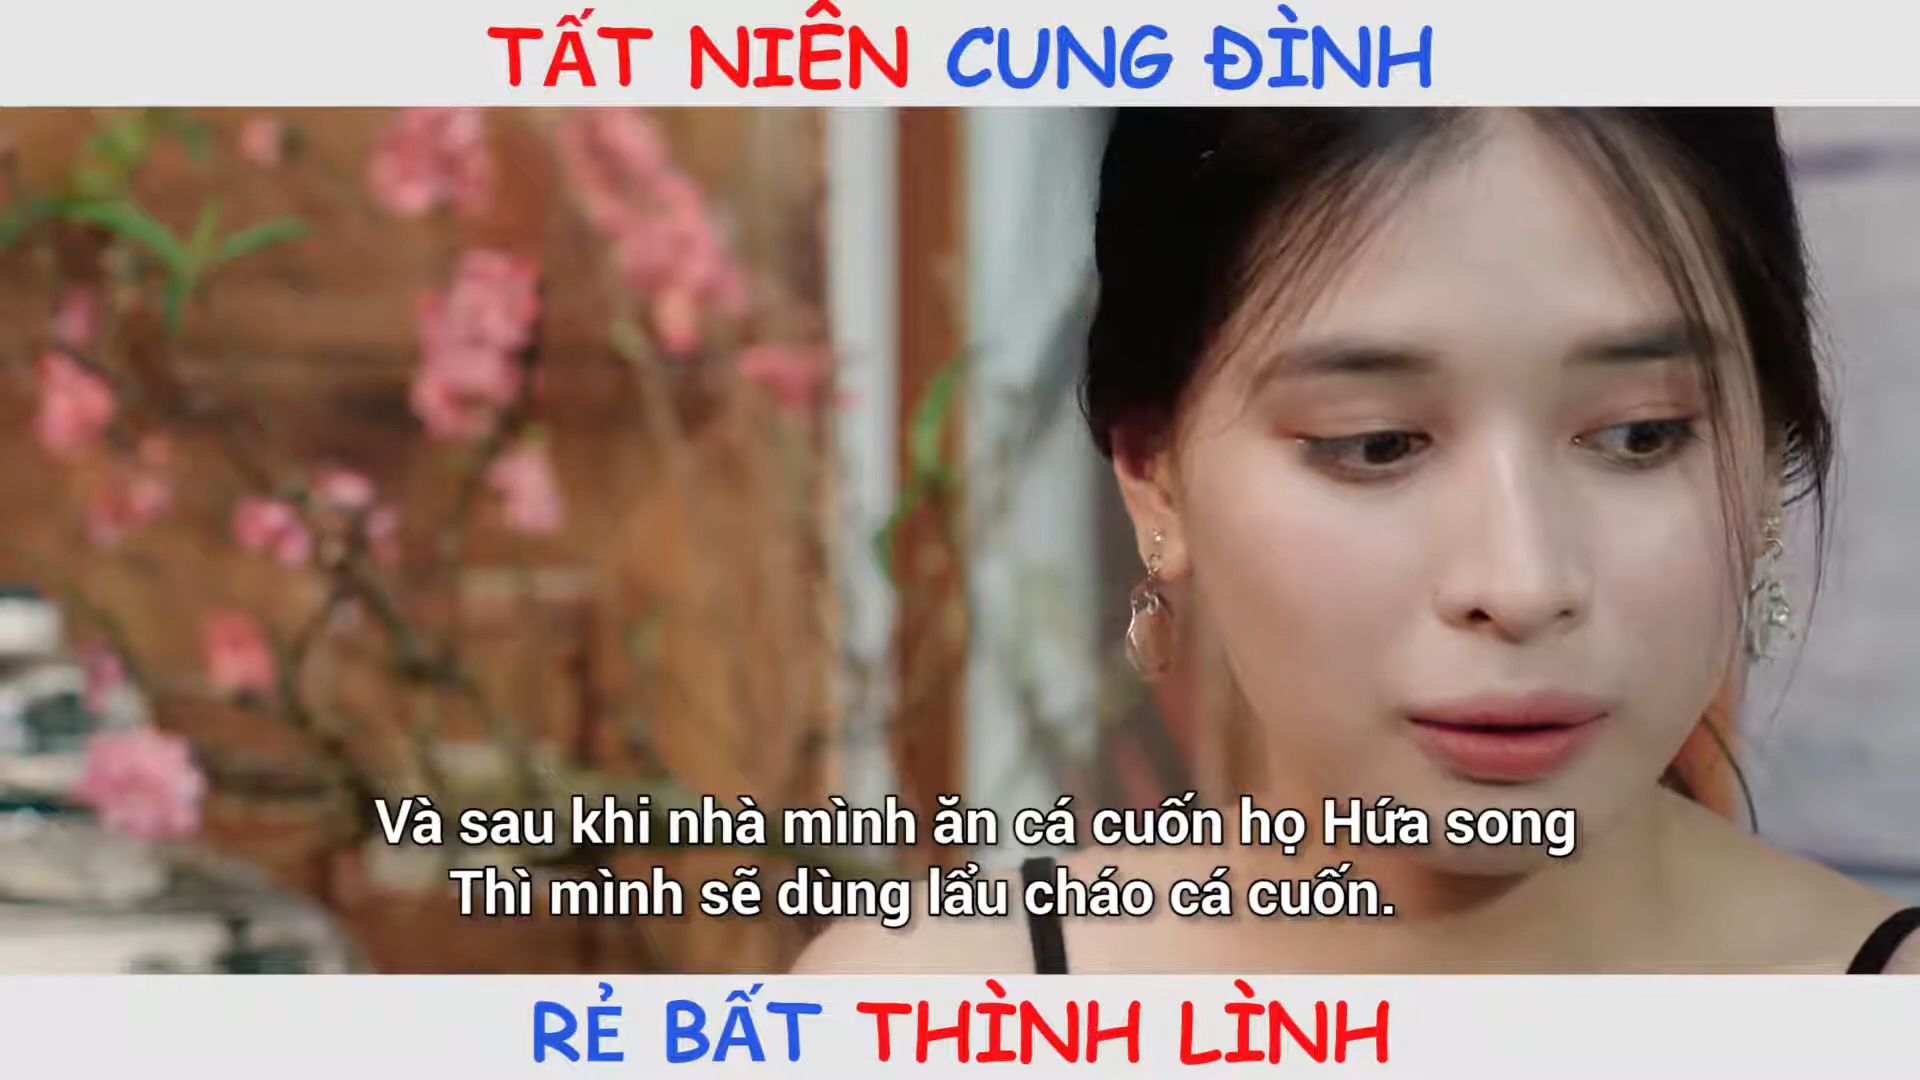 TẤT NIÊN CUNG ĐÌNH
Và sau khi nhà mình ăn cá cuốn họ Hứa song
Thì mình sẽ dùng lẩu cháo cá cuốn.
RẺ BẤT THÌNH LÌNH